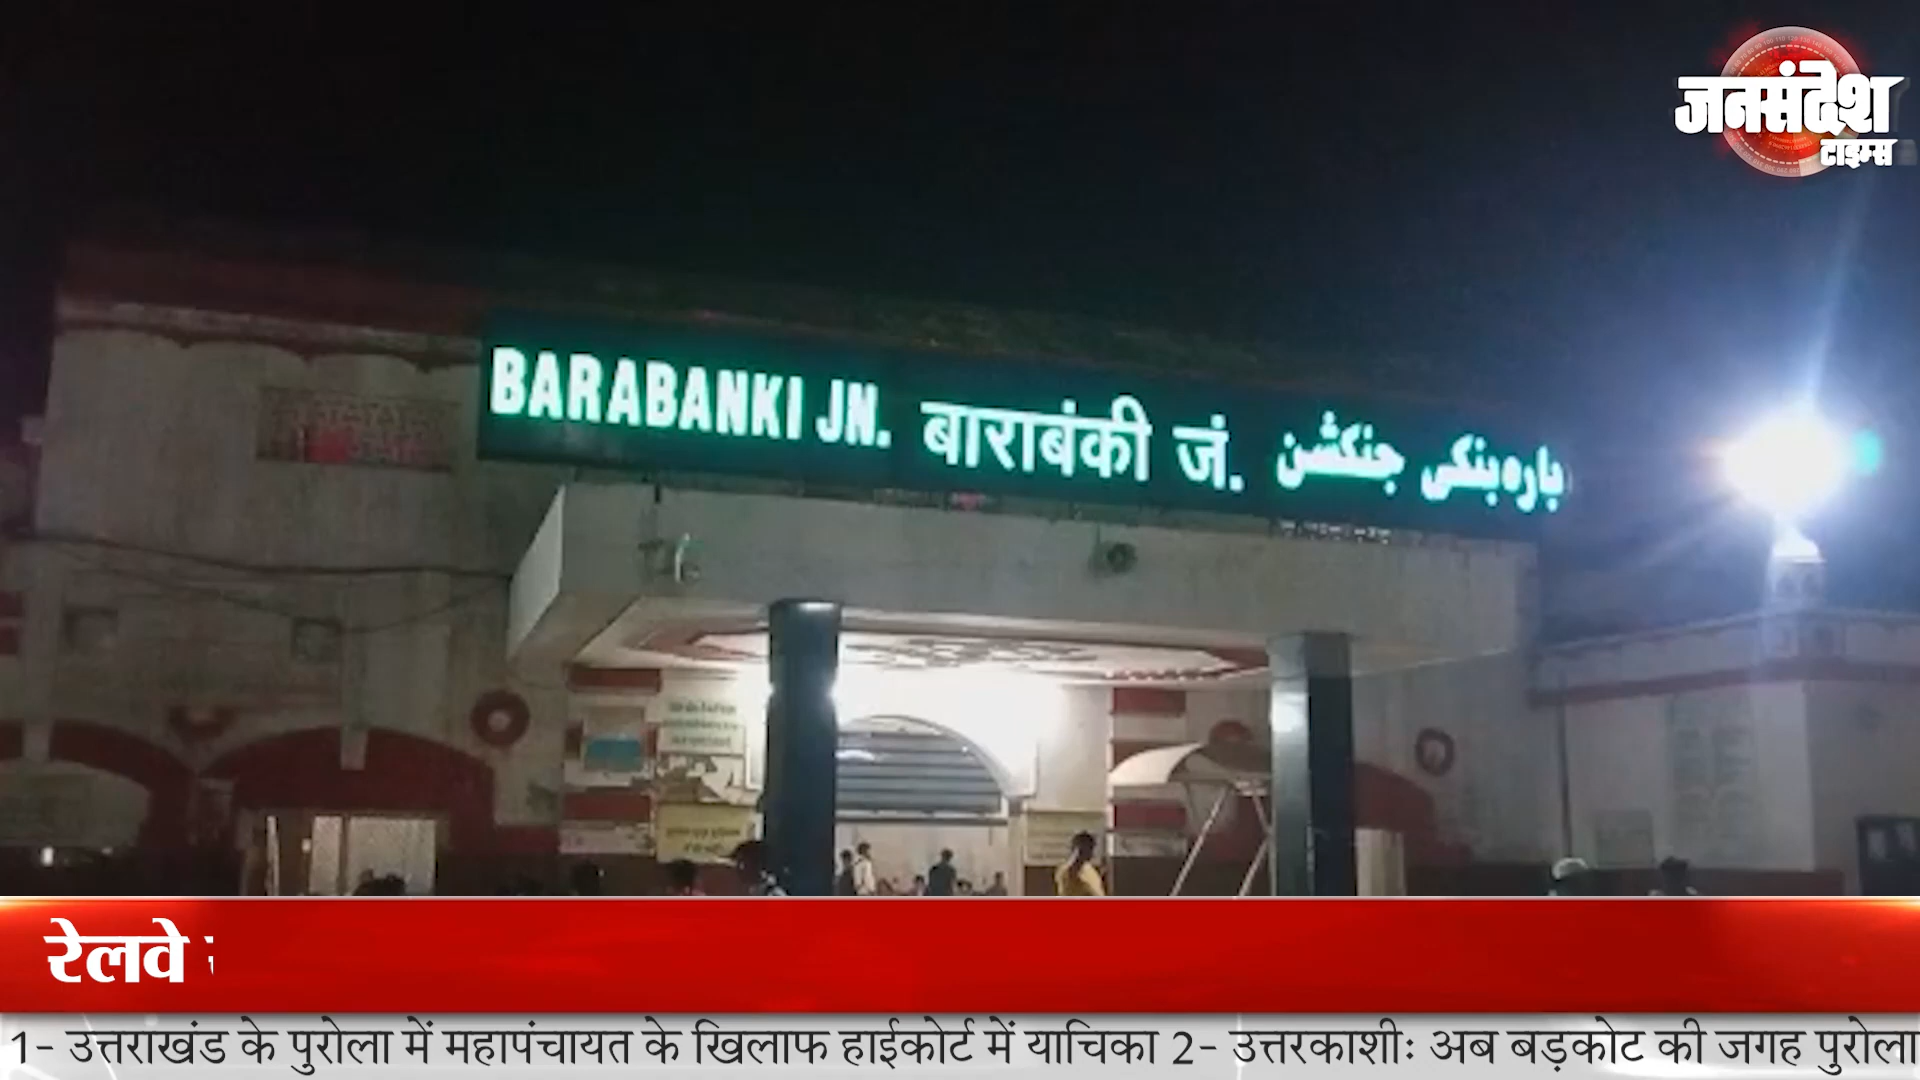 जनसंदेश
टाइम्स
BARABANKI JN. बाराबंकी जं. بارہ بنکی جنکشن
रेलवे
1- उत्तराखंड के पुरोला में महापंचायत के खिलाफ हाईकोर्ट में याचिका 2- उत्तरकाशीः अब बड़कोट की जगह पुरोला